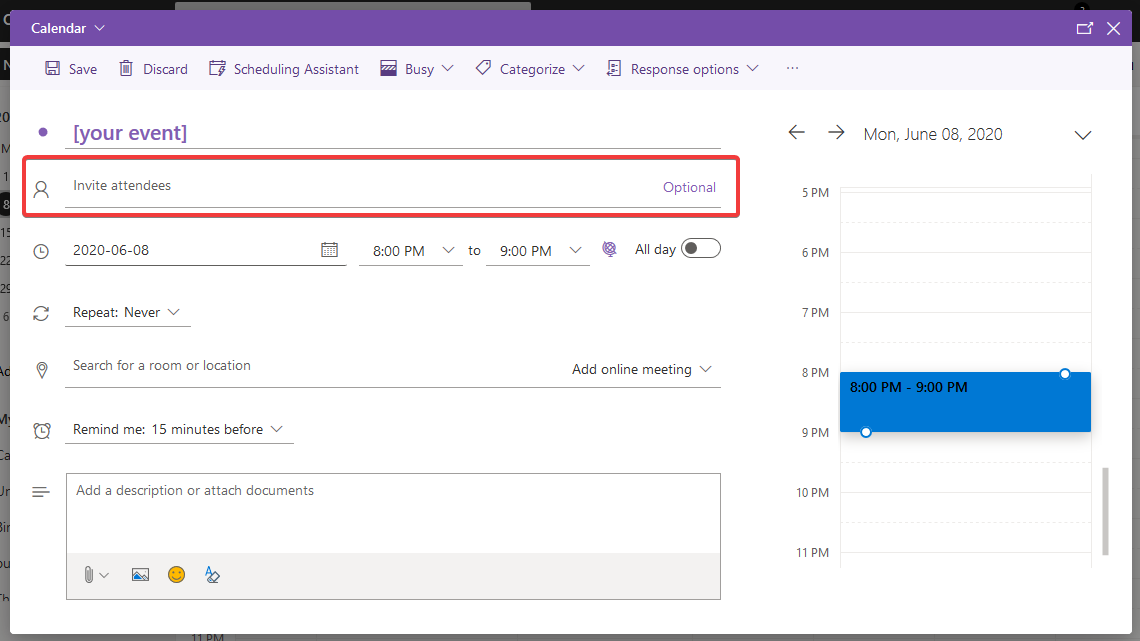 Calendar
Save Discard Scheduling Assistant Busy Categorize Response options ...
[your event]
Mon, June 08, 2020
Invite attendees Optional
2020-06-08 8:00 PM to 9:00 PM All day
Repeat: Never
Search for a room or location Add online meeting
Remind me: 15 minutes before
Add a description or attach documents
5 PM
6 PM
7 PM
8 PM
8:00 PM - 9:00 PM
9 PM
10 PM
11 PM
11 PM